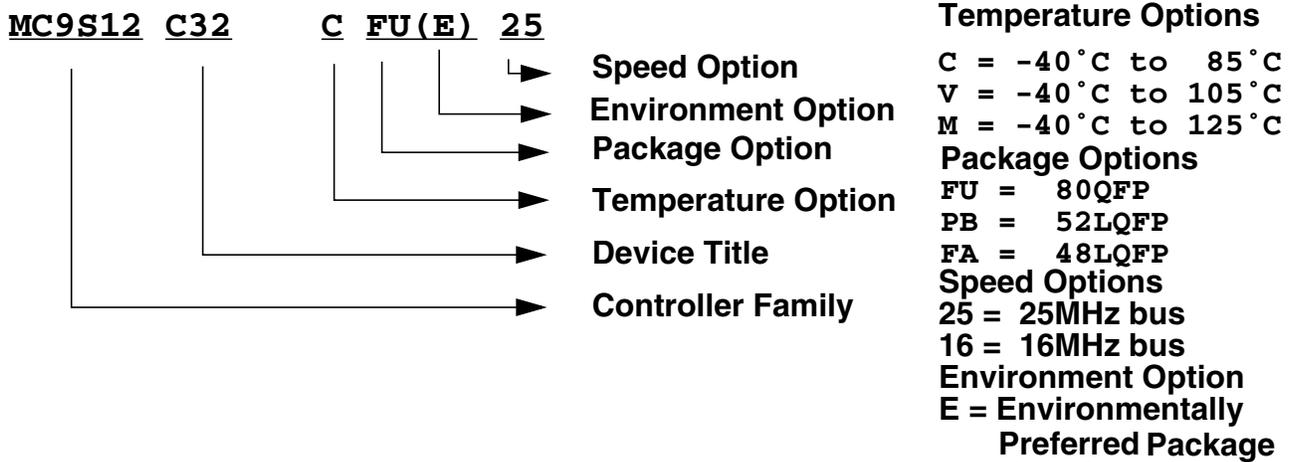 MC9S12 C32 C FU(E) 25
Speed Option
Environment Option
Package Option
Temperature Option
Device Title
Controller Family
Temperature Options
C = -40˚C to 85˚C
V = -40˚C to 105˚C
M = -40˚C to 125˚C
Package Options
FU = 80QFP
PB = 52LQFP
FA = 48LQFP
Speed Options
25 = 25MHz bus
16 = 16MHz bus
Environment Option
E = Environmentally
Preferred Package